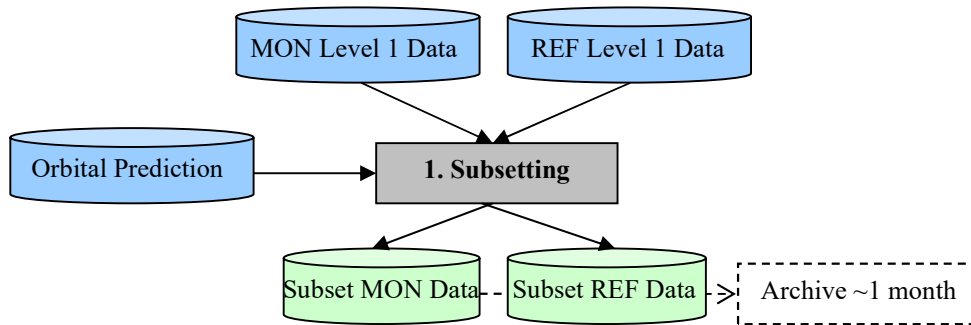 MON Level 1 Data
REF Level 1 Data
Orbital Prediction
1. Subsetting
Subset MON Data
Subset REF Data
Archive ~1 month